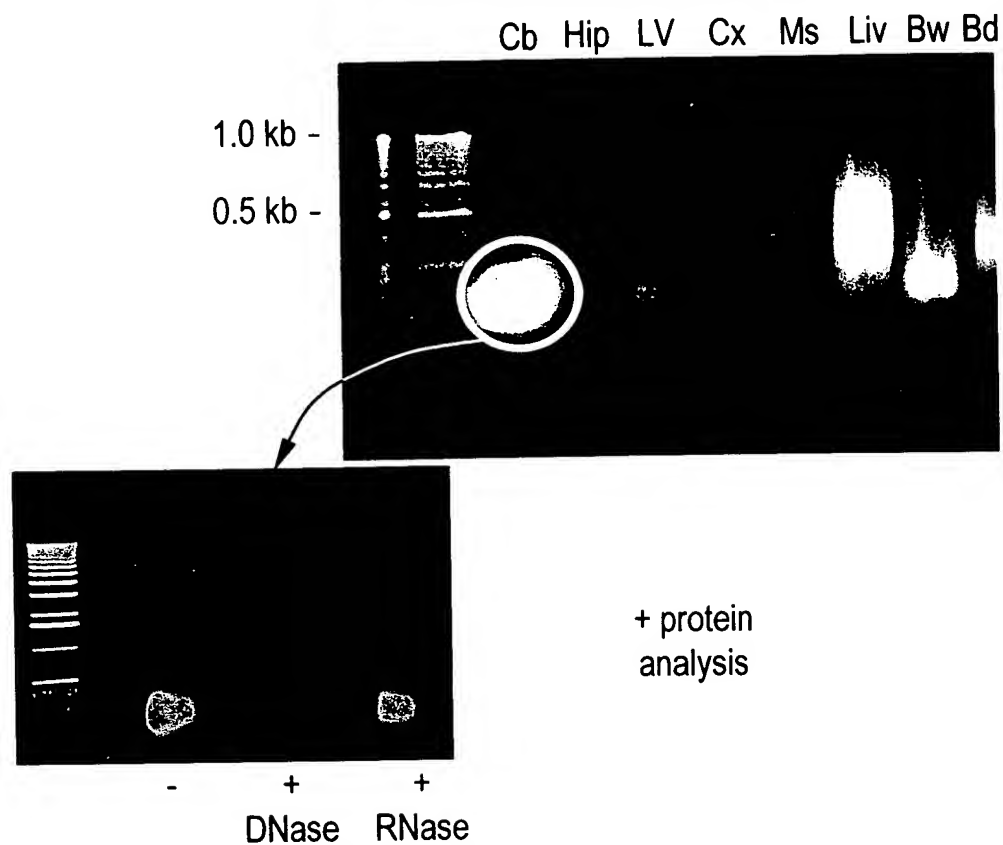 Cb Hip LV Cx Ms Liv Bw Bd
1.0 kb -
0.5 kb -
+ protein
analysis
- + +
DNase RNase